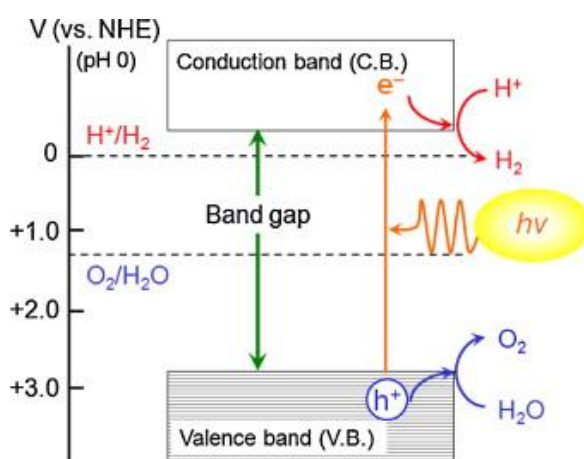 V (vs. NHE)
(pH 0)
Conduction band (C.B.)
e⁻
H⁺
H⁺/H₂
0
H₂
Band gap
hν
+1.0
O₂/H₂O
+2.0
O₂
+3.0
h⁺
H₂O
Valence band (V.B.)